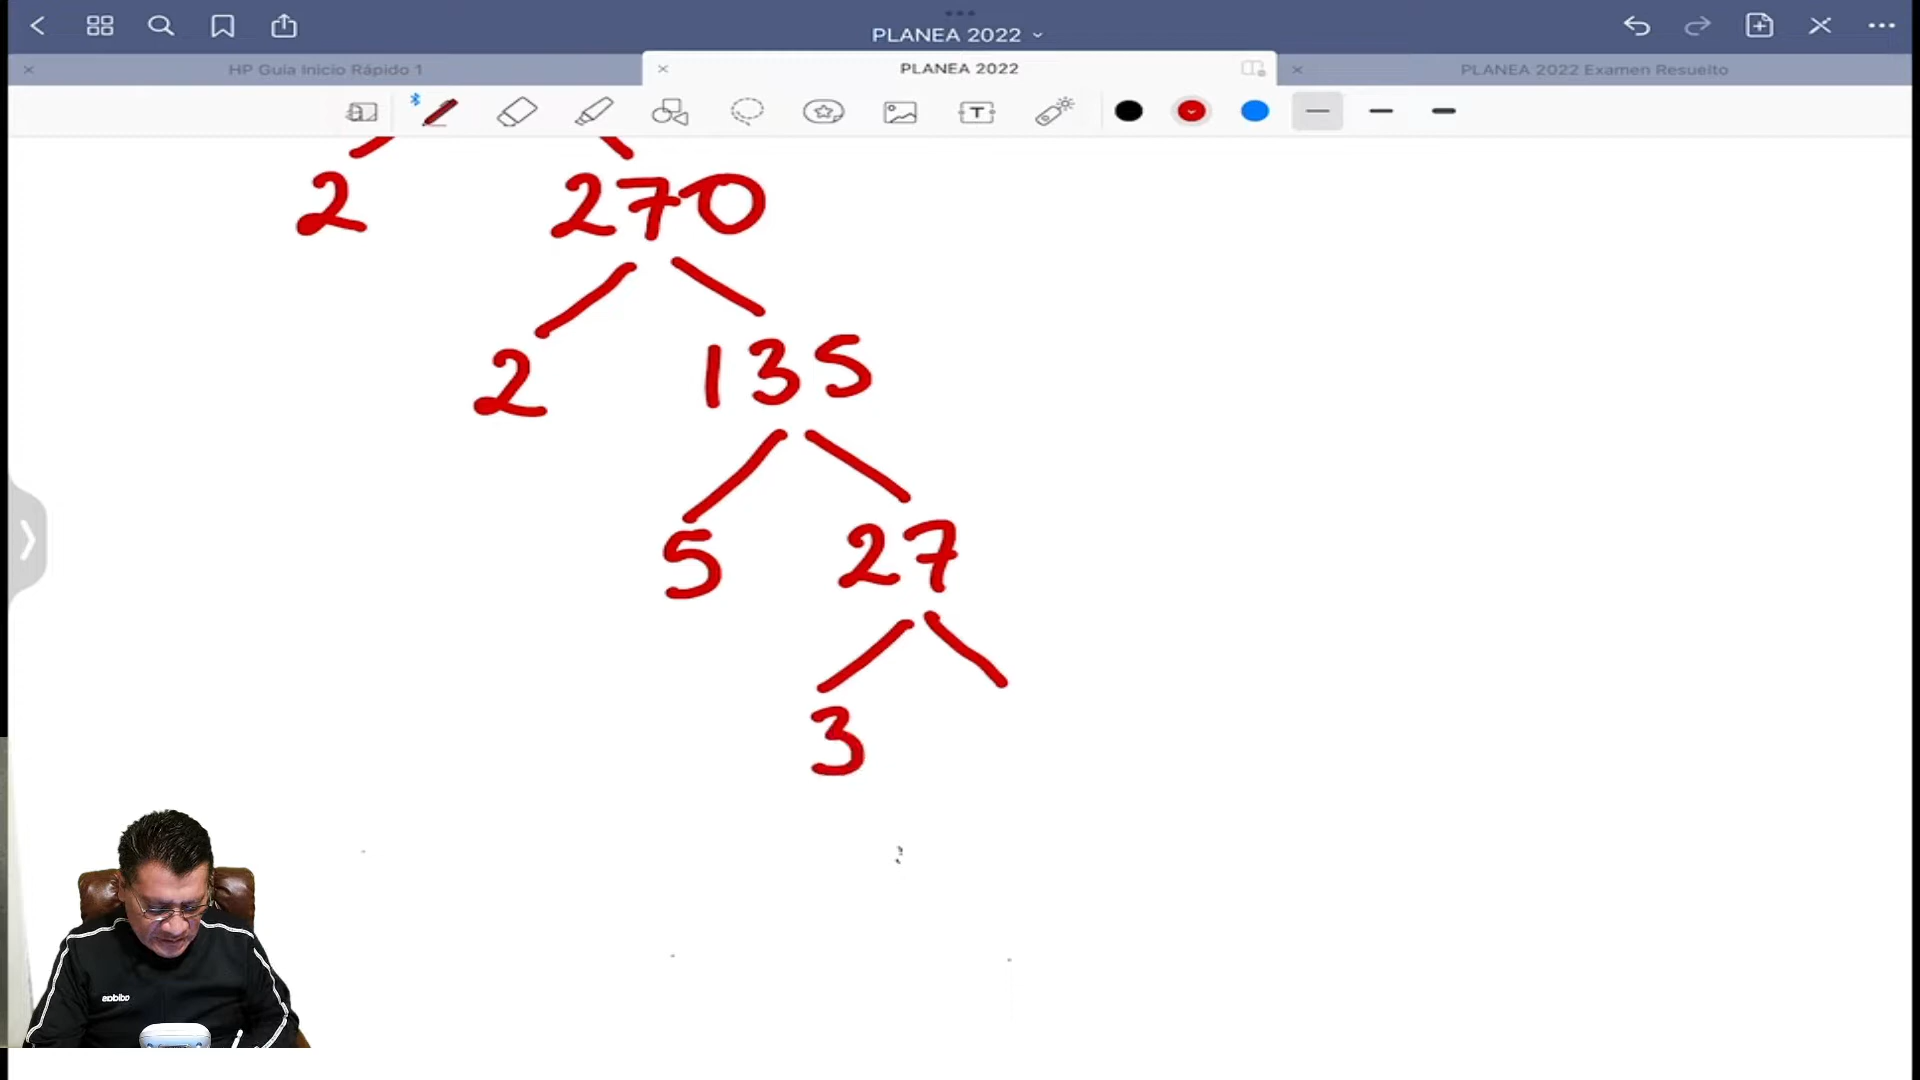 PLANEA 2022
HP Guía Inicio Rápido 1
PLANEA 2022
PLANEA 2022 Examen Resuelto
T
2 270
2 135
5 27
3
adidas